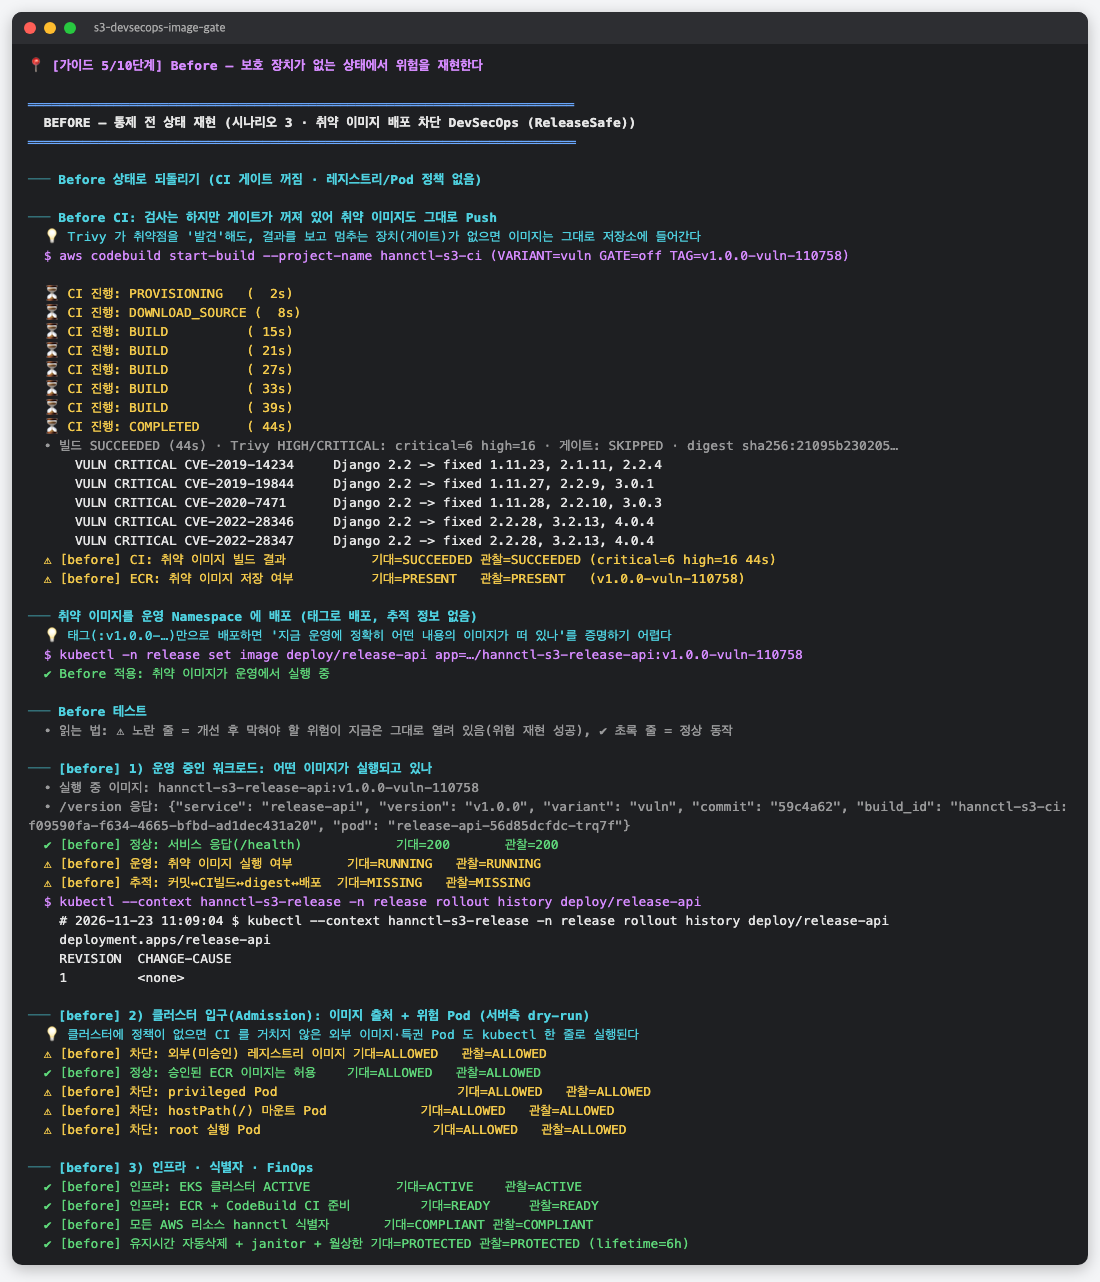 s3-devsecops-image-gate
📍 [가이드 5/10단계] Before — 보호 장치가 없는 상태에서 위험을 재현한다
BEFORE — 통제 전 상태 재현 (시나리오 3 · 취약 이미지 배포 차단 DevSecOps (ReleaseSafe))
─── Before 상태로 되돌리기 (CI 게이트 꺼짐 · 레지스트리/Pod 정책 없음)
─── Before CI: 검사는 하지만 게이트가 꺼져 있어 취약 이미지도 그대로 Push
💡 Trivy 가 취약점을 '발견'해도, 결과를 보고 멈추는 장치(게이트)가 없으면 이미지는 그대로 저장소에 들어간다
$ aws codebuild start-build --project-name hannctl-s3-ci (VARIANT=vuln GATE=off TAG=v1.0.0-vuln-110758)
⏳ CI 진행: PROVISIONING   (  2s)
⏳ CI 진행: DOWNLOAD_SOURCE (  8s)
⏳ CI 진행: BUILD          ( 15s)
⏳ CI 진행: BUILD          ( 21s)
⏳ CI 진행: BUILD          ( 27s)
⏳ CI 진행: BUILD          ( 33s)
⏳ CI 진행: BUILD          ( 39s)
⏳ CI 진행: COMPLETED      ( 44s)
• 빌드 SUCCEEDED (44s) · Trivy HIGH/CRITICAL: critical=6 high=16 · 게이트: SKIPPED · digest sha256:21095b230205…
VULN CRITICAL CVE-2019-14234     Django 2.2 -> fixed 1.11.23, 2.1.11, 2.2.4
VULN CRITICAL CVE-2019-19844     Django 2.2 -> fixed 1.11.27, 2.2.9, 3.0.1
VULN CRITICAL CVE-2020-7471      Django 2.2 -> fixed 1.11.28, 2.2.10, 3.0.3
VULN CRITICAL CVE-2022-28346     Django 2.2 -> fixed 2.2.28, 3.2.13, 4.0.4
VULN CRITICAL CVE-2022-28347     Django 2.2 -> fixed 2.2.28, 3.2.13, 4.0.4
⚠ [before] CI: 취약 이미지 빌드 결과           기대=SUCCEEDED 관찰=SUCCEEDED (critical=6 high=16 44s)
⚠ [before] ECR: 취약 이미지 저장 여부          기대=PRESENT   관찰=PRESENT   (v1.0.0-vuln-110758)
─── 취약 이미지를 운영 Namespace 에 배포 (태그로 배포, 추적 정보 없음)
💡 태그(:v1.0.0-…)만으로 배포하면 '지금 운영에 정확히 어떤 내용의 이미지가 떠 있나'를 증명하기 어렵다
$ kubectl -n release set image deploy/release-api app=…/hannctl-s3-release-api:v1.0.0-vuln-110758
✔ Before 적용: 취약 이미지가 운영에서 실행 중
─── Before 테스트
• 읽는 법: ⚠ 노란 줄 = 개선 후 막혀야 할 위험이 지금은 그대로 열려 있음(위험 재현 성공), ✔ 초록 줄 = 정상 동작
─── [before] 1) 운영 중인 워크로드: 어떤 이미지가 실행되고 있나
• 실행 중 이미지: hannctl-s3-release-api:v1.0.0-vuln-110758
• /version 응답: {"service": "release-api", "version": "v1.0.0", "variant": "vuln", "commit": "59c4a62", "build_id": "hannctl-s3-ci:
f09590fa-f634-4665-bfbd-ad1dec431a20", "pod": "release-api-56d85dcfdc-trq7f"}
✔ [before] 정상: 서비스 응답(/health)            기대=200       관찰=200
⚠ [before] 운영: 취약 이미지 실행 여부       기대=RUNNING   관찰=RUNNING
⚠ [before] 추적: 커밋↔CI빌드↔digest↔배포  기대=MISSING   관찰=MISSING
$ kubectl --context hannctl-s3-release -n release rollout history deploy/release-api
# 2026-11-23 11:09:04 $ kubectl --context hannctl-s3-release -n release rollout history deploy/release-api
deployment.apps/release-api
REVISION  CHANGE-CAUSE
1         <none>
─── [before] 2) 클러스터 입구(Admission): 이미지 출처 + 위험 Pod (서버측 dry-run)
💡 클러스터에 정책이 없으면 CI 를 거치지 않은 외부 이미지·특권 Pod 도 kubectl 한 줄로 실행된다
⚠ [before] 차단: 외부(미승인) 레지스트리 이미지 기대=ALLOWED   관찰=ALLOWED
✔ [before] 정상: 승인된 ECR 이미지는 허용    기대=ALLOWED   관찰=ALLOWED
⚠ [before] 차단: privileged Pod                       기대=ALLOWED   관찰=ALLOWED
⚠ [before] 차단: hostPath(/) 마운트 Pod            기대=ALLOWED   관찰=ALLOWED
⚠ [before] 차단: root 실행 Pod                      기대=ALLOWED   관찰=ALLOWED
─── [before] 3) 인프라 · 식별자 · FinOps
✔ [before] 인프라: EKS 클러스터 ACTIVE           기대=ACTIVE    관찰=ACTIVE
✔ [before] 인프라: ECR + CodeBuild CI 준비         기대=READY     관찰=READY
✔ [before] 모든 AWS 리소스 hannctl 식별자       기대=COMPLIANT 관찰=COMPLIANT
✔ [before] 유지시간 자동삭제 + janitor + 월상한 기대=PROTECTED 관찰=PROTECTED (lifetime=6h)